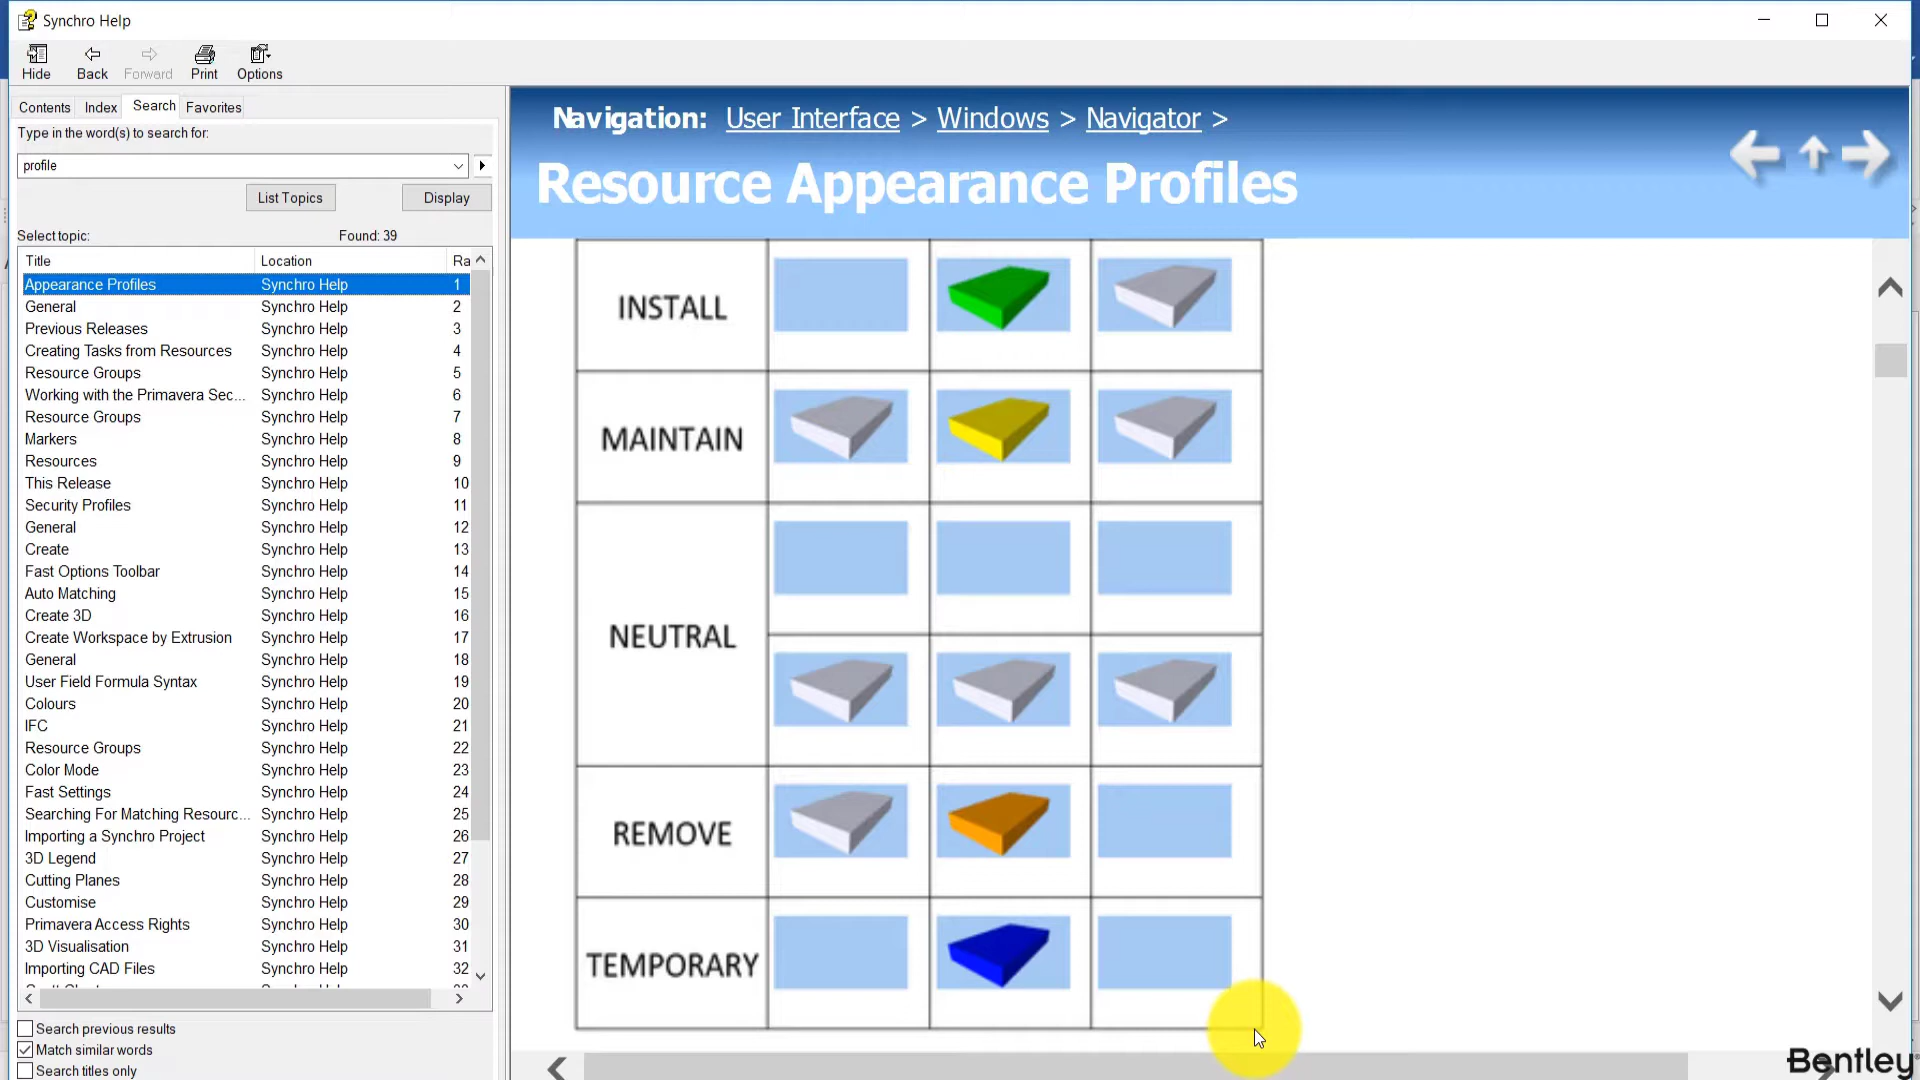 Synchro Help
Hide Back Forward Print Options
Contents Index Search Favorites
Type in the word(s) to search for:
profile
List Topics Display
Select topic: Found: 39
Title Location Ra
Appearance Profiles Synchro Help 1
General Synchro Help 2
Previous Releases Synchro Help 3
Creating Tasks from Resources Synchro Help 4
Resource Groups Synchro Help 5
Working with the Primavera Sec... Synchro Help 6
Resource Groups Synchro Help 7
Markers Synchro Help 8
Resources Synchro Help 9
This Release Synchro Help 10
Security Profiles Synchro Help 11
General Synchro Help 12
Create Synchro Help 13
Fast Options Toolbar Synchro Help 14
Auto Matching Synchro Help 15
Create 3D Synchro Help 16
Create Workspace by Extrusion Synchro Help 17
General Synchro Help 18
User Field Formula Syntax Synchro Help 19
Colours Synchro Help 20
IFC Synchro Help 21
Resource Groups Synchro Help 22
Color Mode Synchro Help 23
Fast Settings Synchro Help 24
Searching For Matching Resourc... Synchro Help 25
Importing a Synchro Project Synchro Help 26
3D Legend Synchro Help 27
Cutting Planes Synchro Help 28
Customise Synchro Help 29
Primavera Access Rights Synchro Help 30
3D Visualisation Synchro Help 31
Importing CAD Files Synchro Help 32
Search previous results
Match similar words
Search titles only
Navigation: User Interface > Windows > Navigator >
Resource Appearance Profiles
INSTALL
MAINTAIN
NEUTRAL
REMOVE
TEMPORARY
Bentley